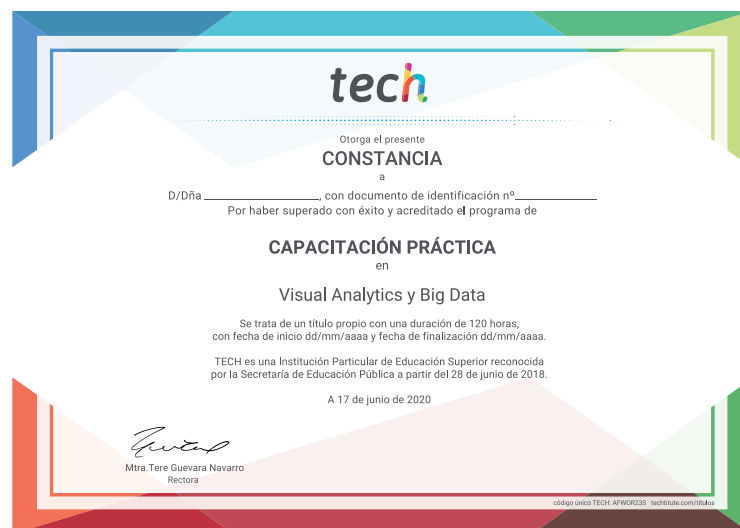 tech
Otorga el presente
CONSTANCIA
a
D/Dña ____________________, con documento de identificación nº______________
Por haber superado con éxito y acreditado el programa de
CAPACITACIÓN PRÁCTICA
en
Visual Analytics y Big Data
Se trata de un título propio con una duración de 120 horas,
con fecha de inicio dd/mm/aaaa y fecha de finalización dd/mm/aaaa.
TECH es una Institución Particular de Educación Superior reconocida
por la Secretaría de Educación Pública a partir del 28 de junio de 2018.
A 17 de junio de 2020
Mtra.Tere Guevara Navarro
Rectora
código único TECH: AFWOR23S techtitute.com/títulos